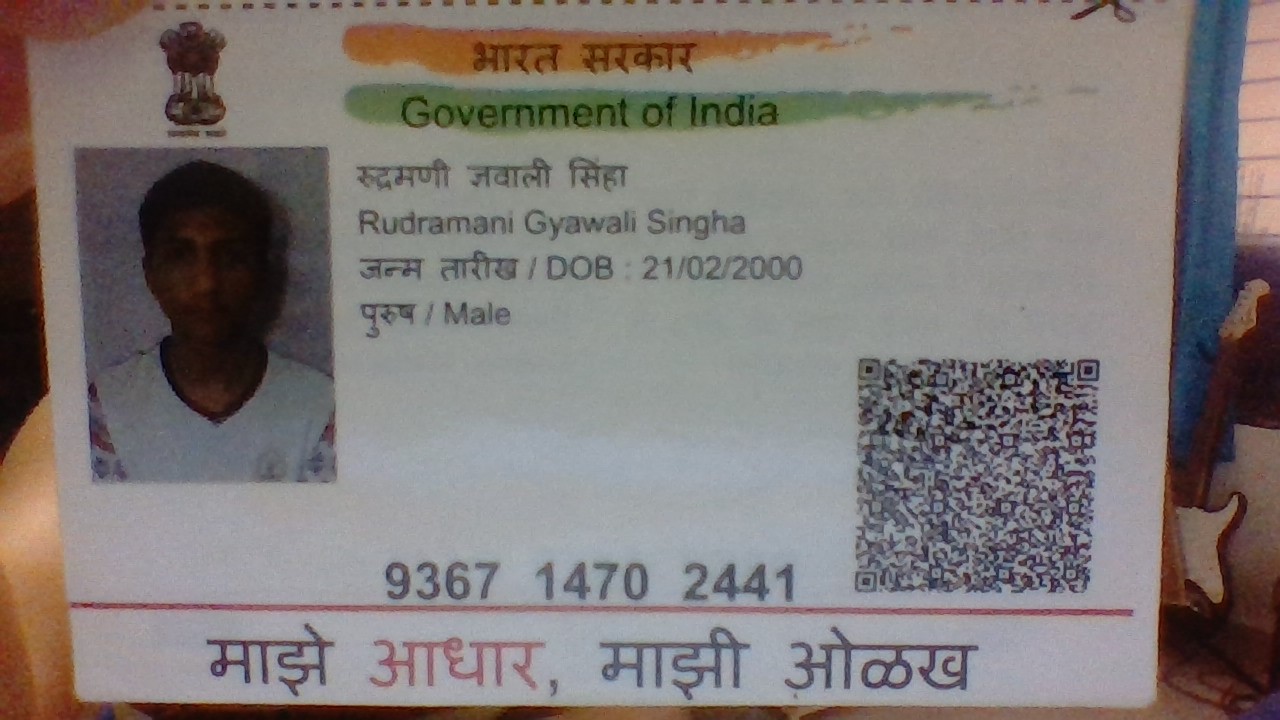 भारत सरकार
Government of India
रुद्रमणी ज्ञवाली सिंहा
Rudramani Gyawali Singha
जन्म तारीख / DOB : 21/02/2000
पुरुष / Male
9367 1470 2441
माझे आधार, माझी ओळख